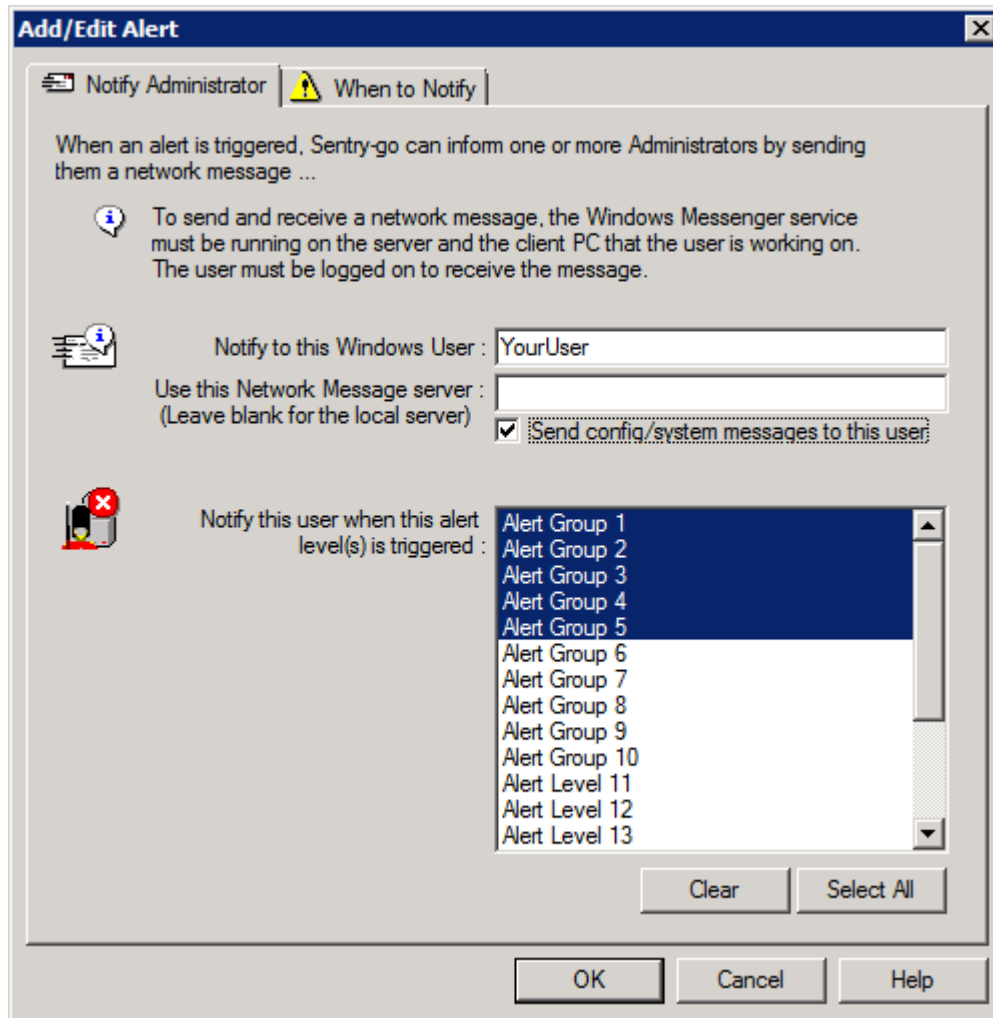 Add/Edit Alert
Notify Administrator
When to Notify
When an alert is triggered, Sentry-go can inform one or more Administrators by sending
them a network message ...
To send and receive a network message, the Windows Messenger service
must be running on the server and the client PC that the user is working on.
The user must be logged on to receive the message.
Notify to this Windows User : YourUser
Use this Network Message server :
(Leave blank for the local server)
Send config/system messages to this user
Notify this user when this alert
level(s) is triggered :
Alert Group 1
Alert Group 2
Alert Group 3
Alert Group 4
Alert Group 5
Alert Group 6
Alert Group 7
Alert Group 8
Alert Group 9
Alert Group 10
Alert Level 11
Alert Level 12
Alert Level 13
Clear
Select All
OK
Cancel
Help